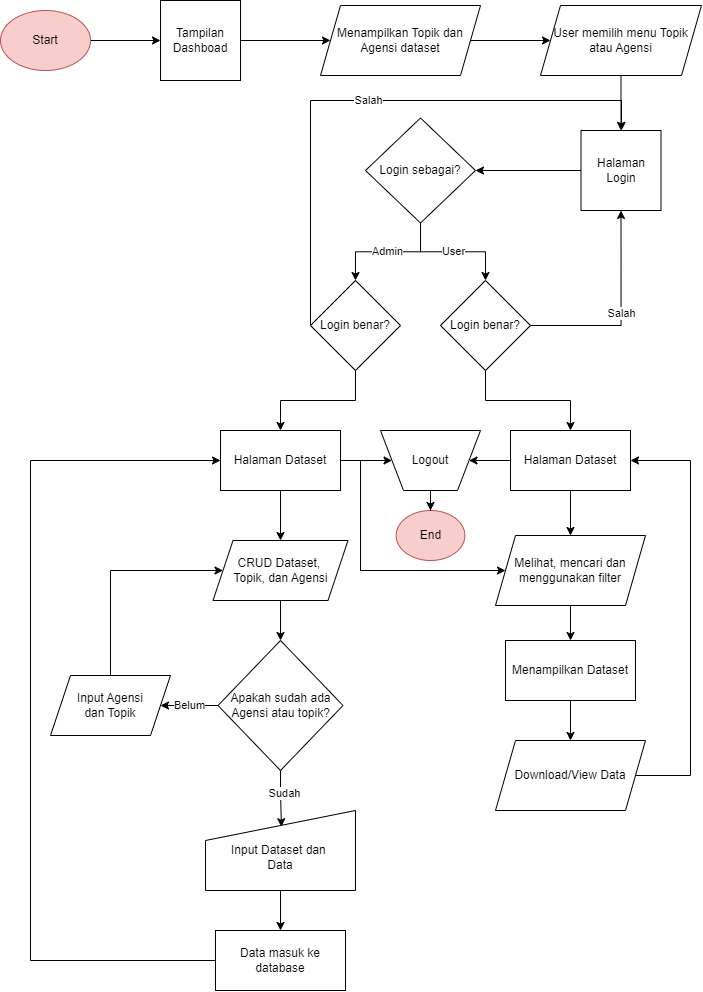 Start
Tampilan
Dashboad
Menampilkan Topik dan
Agensi dataset
User memilih menu Topik
atau Agensi
Salah
Halaman
Login
Login sebagai?
Admin
User
Login benar?
Login benar?
Salah
Halaman Dataset
Logout
Halaman Dataset
End
CRUD Dataset,
Topik, dan Agensi
Melihat, mencari dan
menggunakan filter
Menampilkan Dataset
Input Agensi
dan Topik
Belum
Apakah sudah ada
Agensi atau topik?
Download/View Data
Sudah
Input Dataset dan
Data
Data masuk ke
database